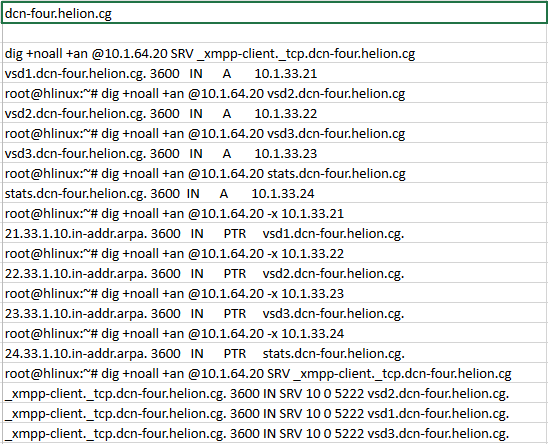 dcn-four.helion.cg
dig +noall +an @10.1.64.20 SRV _xmpp-client._tcp.dcn-four.helion.cg
vsd1.dcn-four.helion.cg. 3600 IN A 10.1.33.21
root@hlinux:~# dig +noall +an @10.1.64.20 vsd2.dcn-four.helion.cg
vsd2.dcn-four.helion.cg. 3600 IN A 10.1.33.22
root@hlinux:~# dig +noall +an @10.1.64.20 vsd3.dcn-four.helion.cg
vsd3.dcn-four.helion.cg. 3600 IN A 10.1.33.23
root@hlinux:~# dig +noall +an @10.1.64.20 stats.dcn-four.helion.cg
stats.dcn-four.helion.cg. 3600 IN A 10.1.33.24
root@hlinux:~# dig +noall +an @10.1.64.20 -x 10.1.33.21
21.33.1.10.in-addr.arpa. 3600 IN PTR vsd1.dcn-four.helion.cg.
root@hlinux:~# dig +noall +an @10.1.64.20 -x 10.1.33.22
22.33.1.10.in-addr.arpa. 3600 IN PTR vsd2.dcn-four.helion.cg.
root@hlinux:~# dig +noall +an @10.1.64.20 -x 10.1.33.23
23.33.1.10.in-addr.arpa. 3600 IN PTR vsd3.dcn-four.helion.cg.
root@hlinux:~# dig +noall +an @10.1.64.20 -x 10.1.33.24
24.33.1.10.in-addr.arpa. 3600 IN PTR stats.dcn-four.helion.cg.
root@hlinux:~# dig +noall +an @10.1.64.20 SRV _xmpp-client._tcp.dcn-four.helion.cg
_xmpp-client._tcp.dcn-four.helion.cg. 3600 IN SRV 10 0 5222 vsd2.dcn-four.helion.cg.
_xmpp-client._tcp.dcn-four.helion.cg. 3600 IN SRV 10 0 5222 vsd1.dcn-four.helion.cg.
_xmpp-client._tcp.dcn-four.helion.cg. 3600 IN SRV 10 0 5222 vsd3.dcn-four.helion.cg.